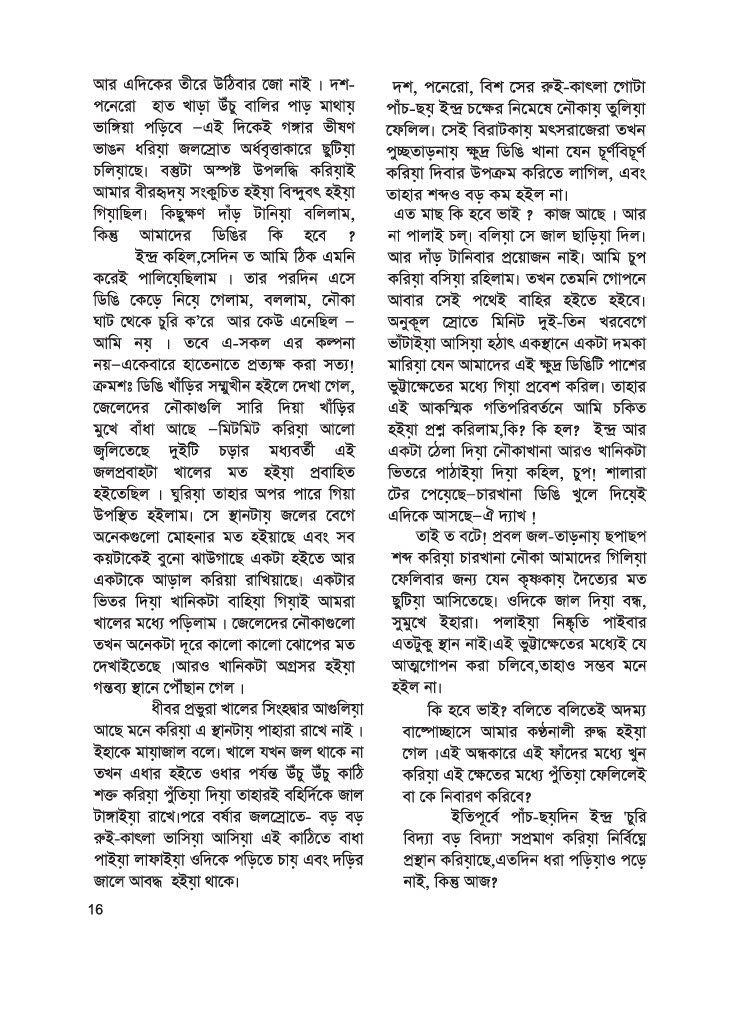 আর এদিকের তীরে উঠিবার জো নাই । দশ-
পনেরো হাত খাড়া উঁচু বালির পাড় মাথায়
ভাঙ্গিয়া পড়িবে –এই দিকেই গঙ্গার ভীষণ
ভাঙন ধরিয়া জলস্রোত অর্ধবৃত্তাকারে ছুটিয়া
চলিয়াছে। বস্তুটা অস্পষ্ট উপলদ্ধি করিয়াই
আমার বীরহৃদয় সংকুচিত হইয়া বিন্দুবৎ হইয়া
গিয়াছিল। কিছুক্ষণ দাঁড় টানিয়া বলিলাম,
কিন্তু আমাদের ডিঙির কি হবে ?
ইন্দ্র কহিল,সেদিন ত আমি ঠিক এমনি
করেই পালিয়েছিলাম । তার পরদিন এসে
ডিঙি কেড়ে নিয়ে গেলাম, বললাম, নৌকা
ঘাট থেকে চুরি ক'রে আর কেউ এনেছিল –
আমি নয় । তবে এ-সকল এর কল্পনা
নয়–একেবারে হাতেনাতে প্রত্যক্ষ করা সত্য!
ক্রমশঃ ডিঙি খাঁড়ির সম্মুখীন হইলে দেখা গেল,
জেলেদের নৌকাগুলি সারি দিয়া খাঁড়ির
মুখে বাঁধা আছে –মিটমিট করিয়া আলো
জ্বলিতেছে দুইটি চড়ার মধ্যবর্তী এই
জলপ্রবাহটা খালের মত হইয়া প্রবাহিত
হইতেছিল । ঘুরিয়া তাহার অপর পারে গিয়া
উপস্থিত হইলাম। সে স্থানটায় জলের বেগে
অনেকগুলো মোহনার মত হইয়াছে এবং সব
কয়টাকেই বুনো ঝাউগাছে একটা হইতে আর
একটাকে আড়াল করিয়া রাখিয়াছে। একটার
ভিতর দিয়া খানিকটা বাহিয়া গিয়াই আমরা
খালের মধ্যে পড়িলাম । জেলেদের নৌকাগুলো
তখন অনেকটা দূরে কালো কালো ঝোপের মত
দেখাইতেছে ।আরও খানিকটা অগ্রসর হইয়া
গন্তব্য স্থানে পৌঁছান গেল ।
ধীবর প্রভুরা খালের সিংহদ্বার আগুলিয়া
আছে মনে করিয়া এ স্থানটায় পাহারা রাখে নাই ।
ইহাকে মায়াজাল বলে। খালে যখন জল থাকে না
তখন এধার হইতে ওধার পর্যন্ত উঁচু উঁচু কাঠি
শক্ত করিয়া পুঁতিয়া দিয়া তাহারই বহির্দিকে জাল
টাঙ্গাইয়া রাখে।পরে বর্ষার জলস্রোতে- বড় বড়
রুই-কাৎলা ভাসিয়া আসিয়া এই কাঠিতে বাধা
পাইয়া লাফাইয়া ওদিকে পড়িতে চায় এবং দড়ির
জালে আবদ্ধ হইয়া থাকে।
দশ, পনেরো, বিশ সের রুই-কাৎলা গোটা
পাঁচ-ছয় ইন্দ্র চক্ষের নিমেষে নৌকায় তুলিয়া
ফেলিল। সেই বিরাটকায় মৎসরাজেরা তখন
পুচ্ছতাড়নায় ক্ষুদ্র ডিঙি খানা যেন চূর্ণবিচূর্ণ
করিয়া দিবার উপক্রম করিতে লাগিল, এবং
তাহার শব্দও বড় কম হইল না।
এত মাছ কি হবে ভাই ? কাজ আছে । আর
না পালাই চল্। বলিয়া সে জাল ছাড়িয়া দিল।
আর দাঁড় টানিবার প্রয়োজন নাই। আমি চুপ
করিয়া বসিয়া রহিলাম। তখন তেমনি গোপনে
আবার সেই পথেই বাহির হইতে হইবে।
অনুকূল স্রোতে মিনিট দুই-তিন খরবেগে
ভাঁটাইয়া আসিয়া হঠাৎ একস্থানে একটা দমকা
মারিয়া যেন আমাদের এই ক্ষুদ্র ডিঙিটি পাশের
ভুট্টাক্ষেতের মধ্যে গিয়া প্রবেশ করিল। তাহার
এই আকস্মিক গতিপরিবর্তনে আমি চকিত
হইয়া প্রশ্ন করিলাম,কি? কি হল? ইন্দ্র আর
একটা ঠেলা দিয়া নৌকাখানা আরও খানিকটা
ভিতরে পাঠাইয়া দিয়া কহিল, চুপ! শালারা
টের পেয়েছে–চারখানা ডিঙি খুলে দিয়েই
এদিকে আসছে–ঐ দ্যাখ !
তাই ত বটে! প্রবল জল-তাড়নায় ছপাছপ
শব্দ করিয়া চারখানা নৌকা আমাদের গিলিয়া
ফেলিবার জন্য যেন কৃষ্ণকায় দৈত্যের মত
ছুটিয়া আসিতেছে। ওদিকে জাল দিয়া বন্ধ,
সুমুখে ইহারা। পলাইয়া নিষ্কৃতি পাইবার
এতটুকু স্থান নাই।এই ভুট্টাক্ষেতের মধ্যেই যে
আত্মগোপন করা চলিবে,তাহাও সম্ভব মনে
হইল না।
কি হবে ভাই? বলিতে বলিতেই অদম্য
বাষ্পোচ্ছাসে আমার কণ্ঠনালী রুদ্ধ হইয়া
গেল ।এই অন্ধকারে এই ফাঁদের মধ্যে খুন
করিয়া এই ক্ষেতের মধ্যে পুঁতিয়া ফেলিলেই
বা কে নিবারণ করিবে?
ইতিপূর্বে পাঁচ-ছয়দিন ইন্দ্র 'চুরি
বিদ্যা বড় বিদ্যা' সপ্রমাণ করিয়া নির্বিঘ্নে
প্রস্থান করিয়াছে,এতদিন ধরা পড়িয়াও পড়ে
নাই, কিন্তু আজ?
16